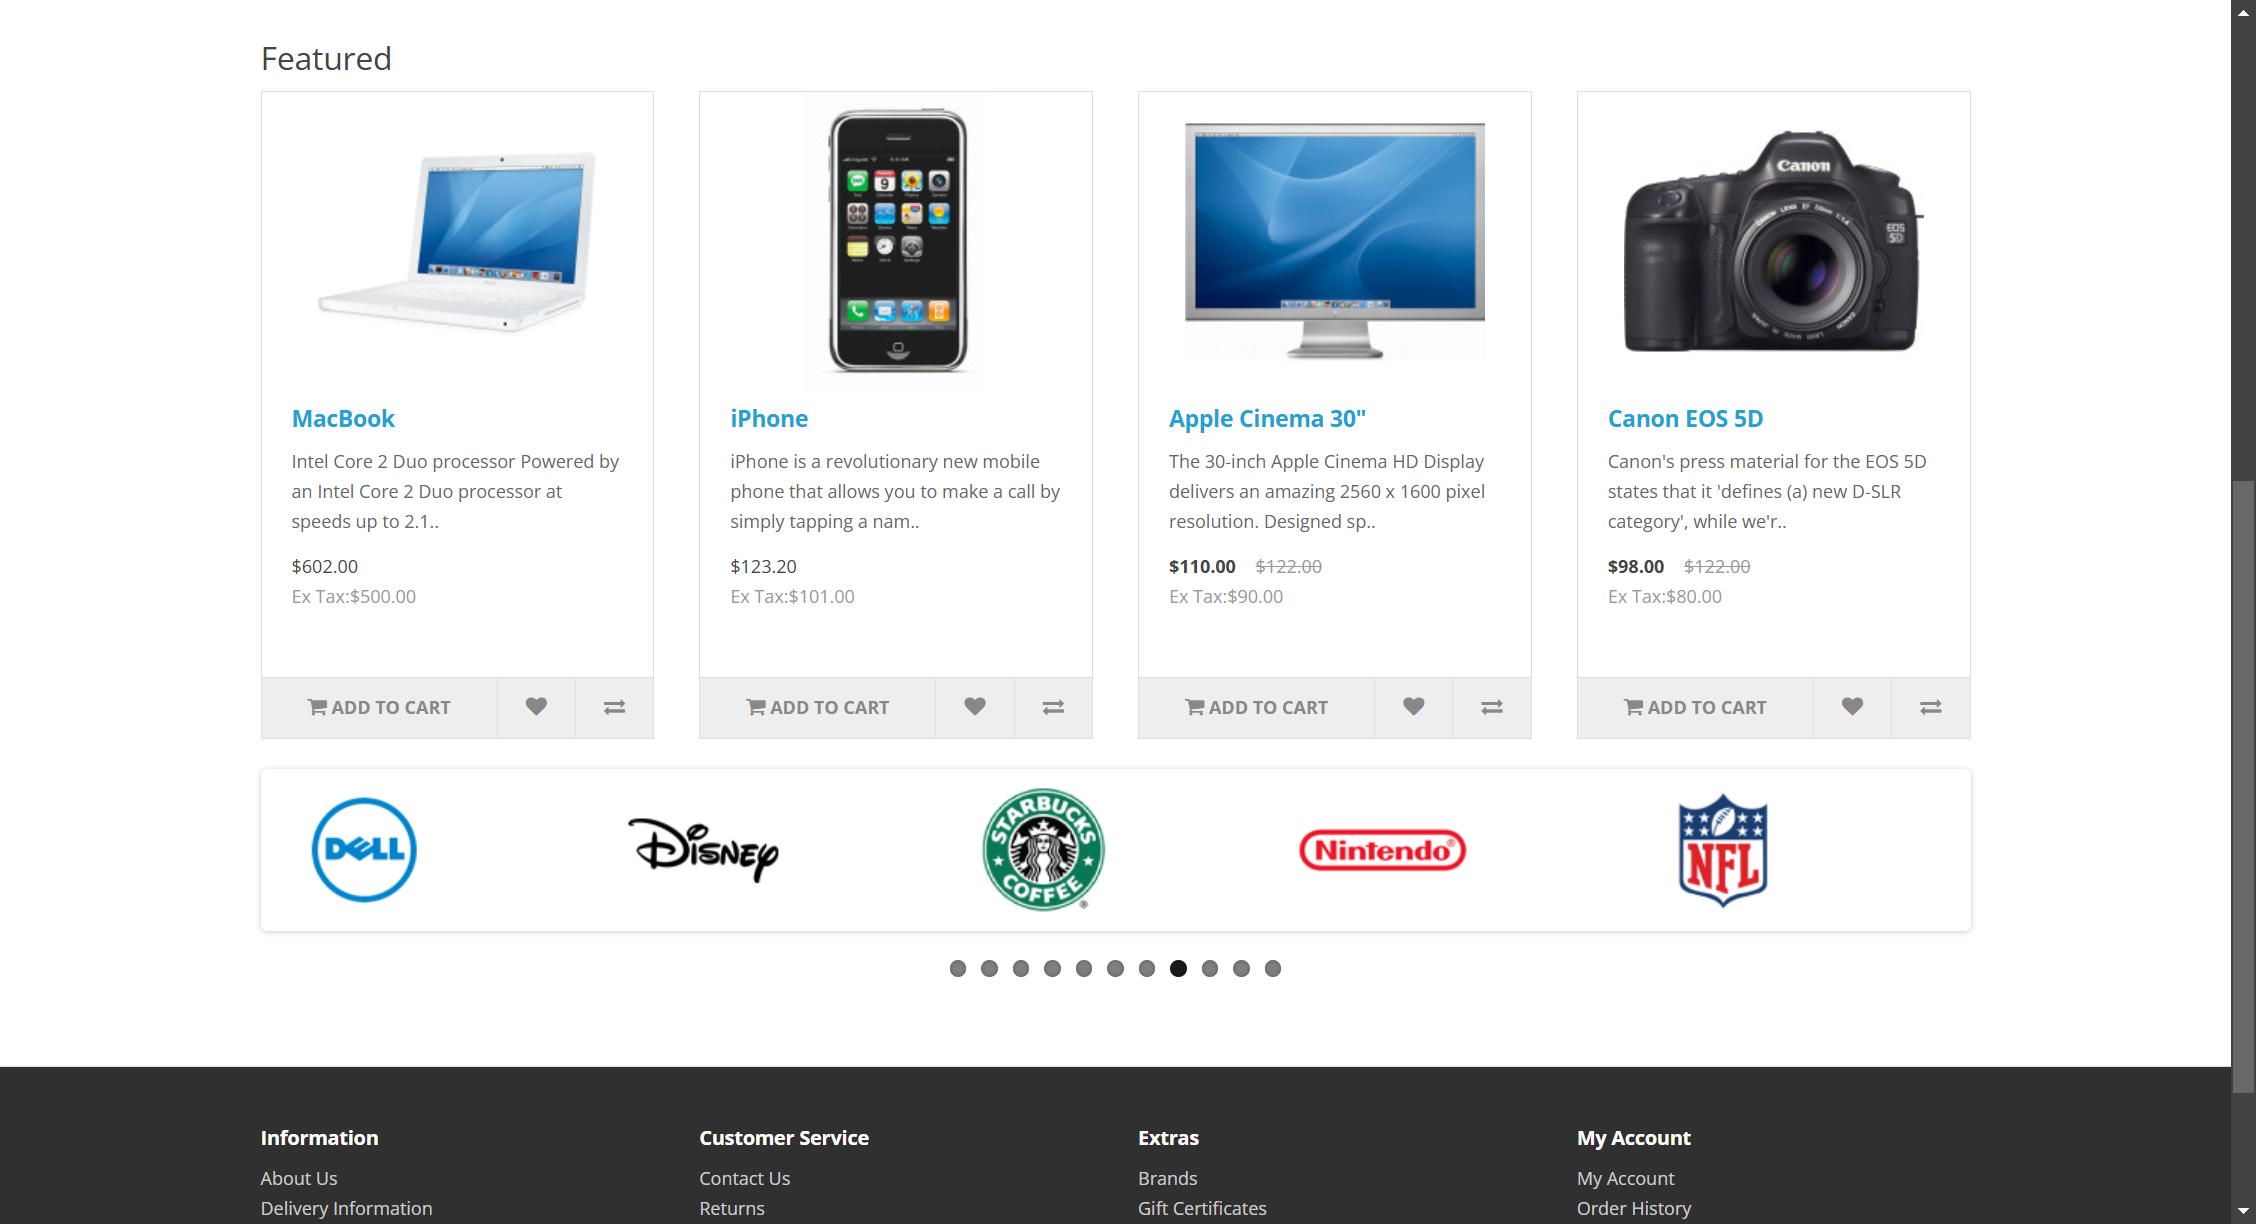 Featured
Canon
EOS
5D
MacBook
Intel Core 2 Duo processor Powered by
an Intel Core 2 Duo processor at
speeds up to 2.1..
$602.00
Ex Tax:$500.00
ADD TO CART
iPhone
iPhone is a revolutionary new mobile
phone that allows you to make a call by
simply tapping a nam..
$123.20
Ex Tax:$101.00
ADD TO CART
Apple Cinema 30"
The 30-inch Apple Cinema HD Display
delivers an amazing 2560 x 1600 pixel
resolution. Designed sp..
$110.00 $122.00
Ex Tax:$90.00
ADD TO CART
Canon EOS 5D
Canon's press material for the EOS 5D
states that it 'defines (a) new D-SLR
category', while we'r..
$98.00 $122.00
Ex Tax:$80.00
ADD TO CART
DELL
Disney
STARBUCKS
COFFEE
®
Nintendo®
NFL
Information
About Us
Delivery Information
Customer Service
Contact Us
Returns
Extras
Brands
Gift Certificates
My Account
My Account
Order History